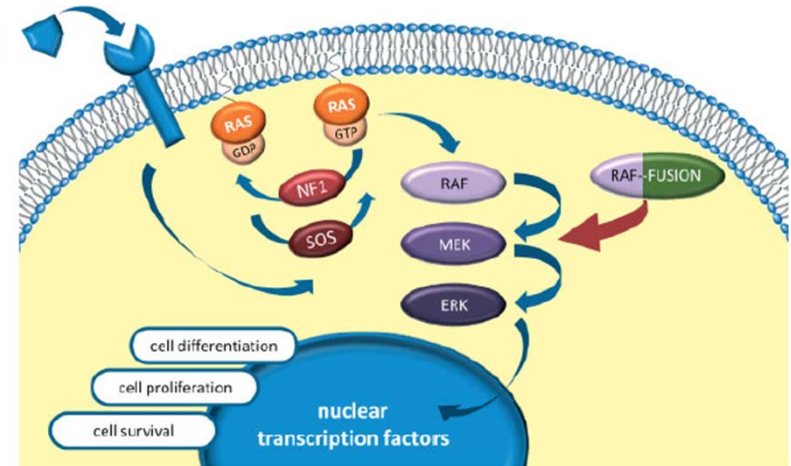 RAS
GDP
RAS
GTP
NF1
SOS
RAF
MEK
ERK
RAF--FUSION
cell differentiation
cell proliferation
cell survival
nuclear
transcription factors